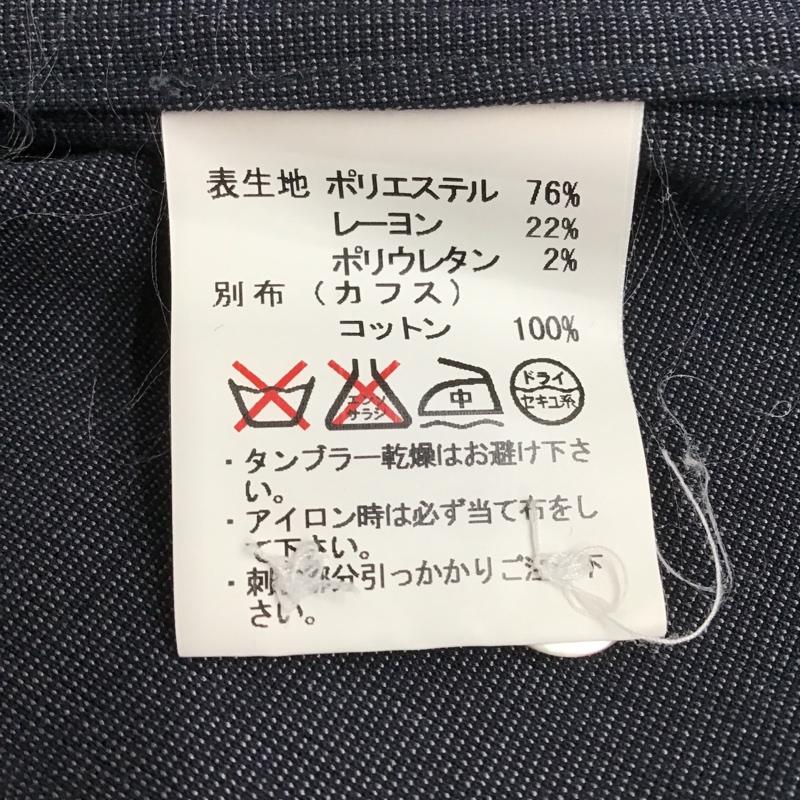 表生地 ポリエステル 76%
レーヨン 22%
ポリウレタン 2%
別布（カフス）
コットン 100%
エンソ
サラシ
中
ドライ
セキユ系
・タンブラー乾燥はお避け下さ
い。
・アイロン時は必ず当て布をし
て下さい。
・刺 部分引っかかりご注 下
さい。